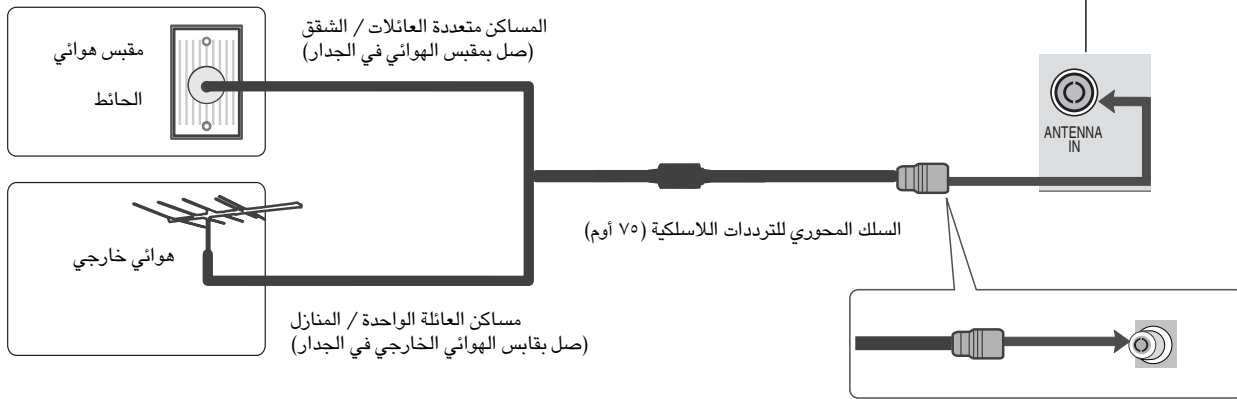 المساكن متعددة العائلات / الشقق
(صل بمقبس الهوائي في الجدار)
مقبس هوائي
الحائط
ANTENNA
IN
السلك المحوري للترددات اللاسلكية (٧٥ أوم)
هوائي خارجي
مساكن العائلة الواحدة / المنازل
(صل بقابس الهوائي الخارجي في الجدار)